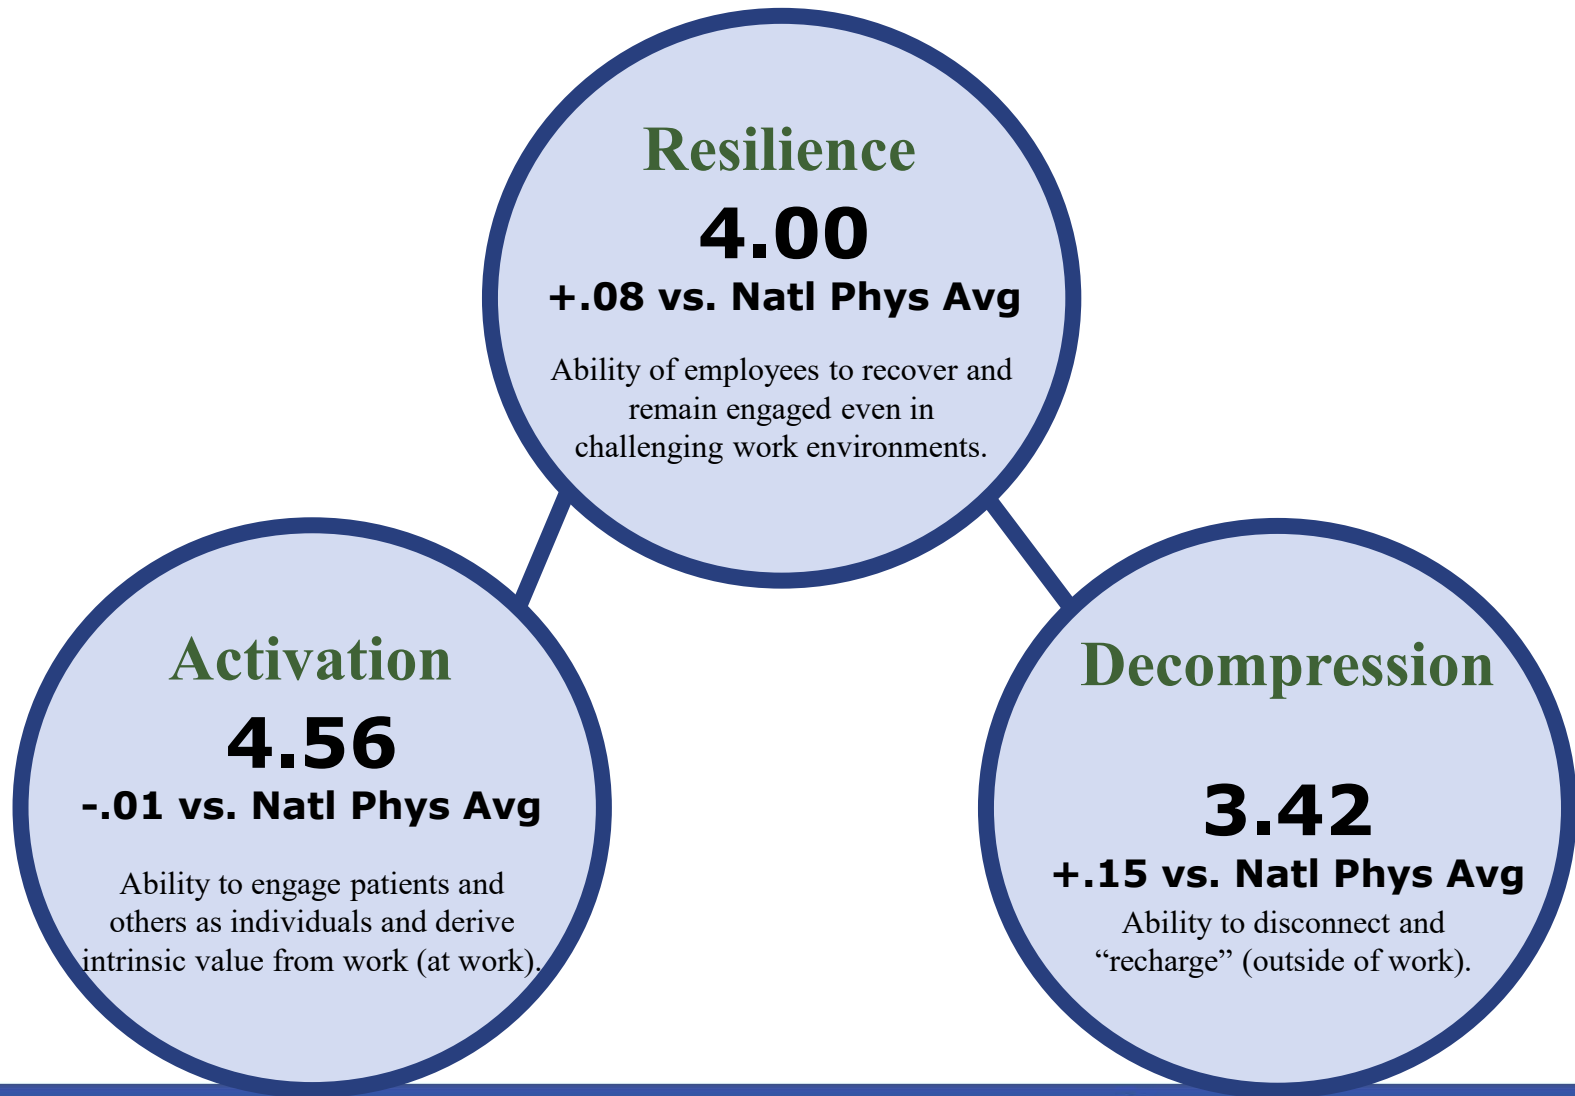 Resilience
4.00
+.08 vs. Natl Phys Avg
Ability of employees to recover and
remain engaged even in
challenging work environments.
Activation
4.56
-.01 vs. Natl Phys Avg
Ability to engage patients and
others as individuals and derive
intrinsic value from work (at work).
Decompression
3.42
+.15 vs. Natl Phys Avg
Ability to disconnect and
“recharge” (outside of work).